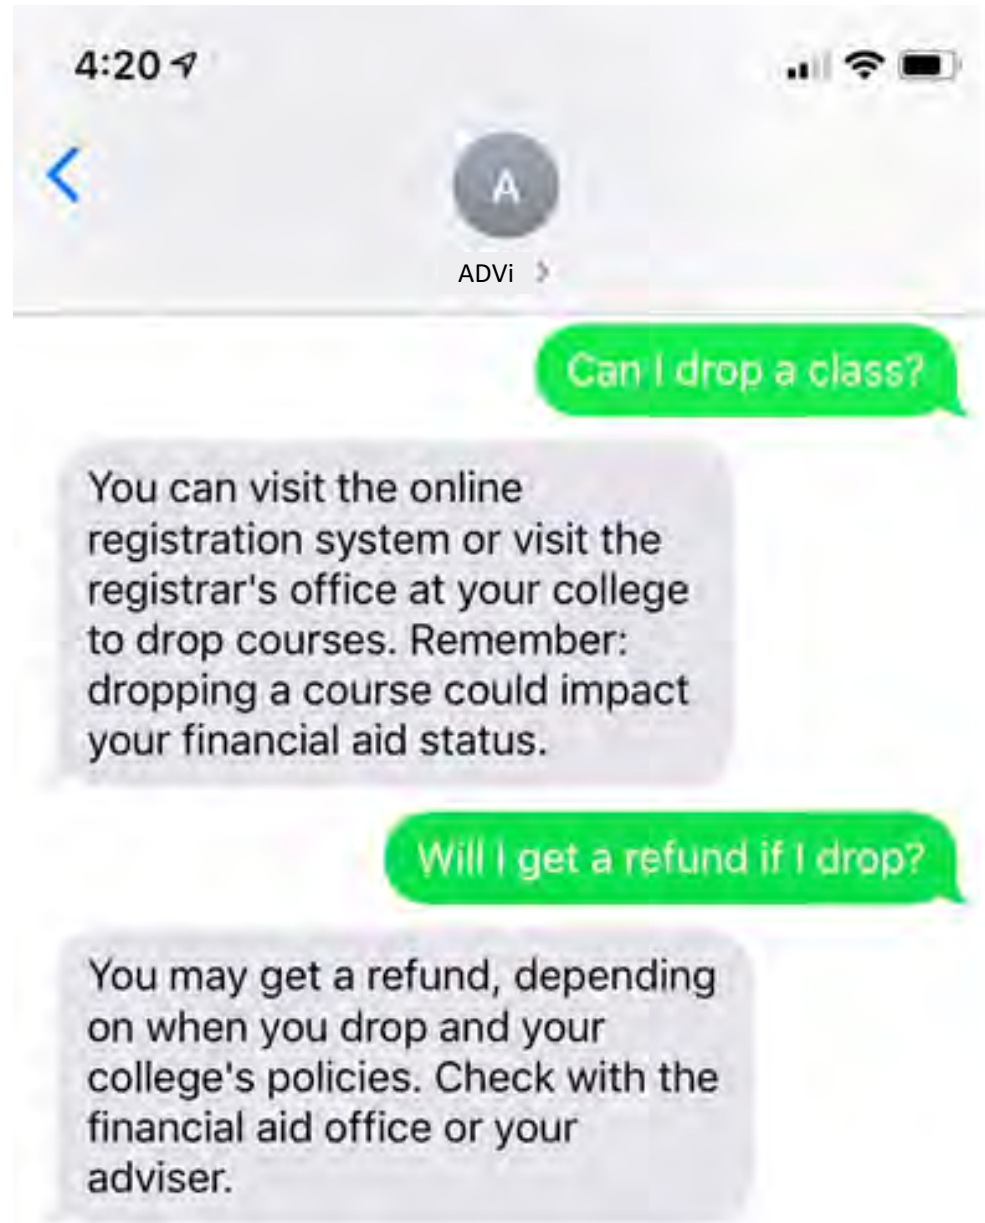 4:20
A
ADVi
Can I drop a class?
You can visit the online
registration system or visit the
registrar's office at your college
to drop courses. Remember:
dropping a course could impact
your financial aid status.
Will I get a refund if I drop?
You may get a refund, depending
on when you drop and your
college's policies. Check with the
financial aid office or your
adviser.